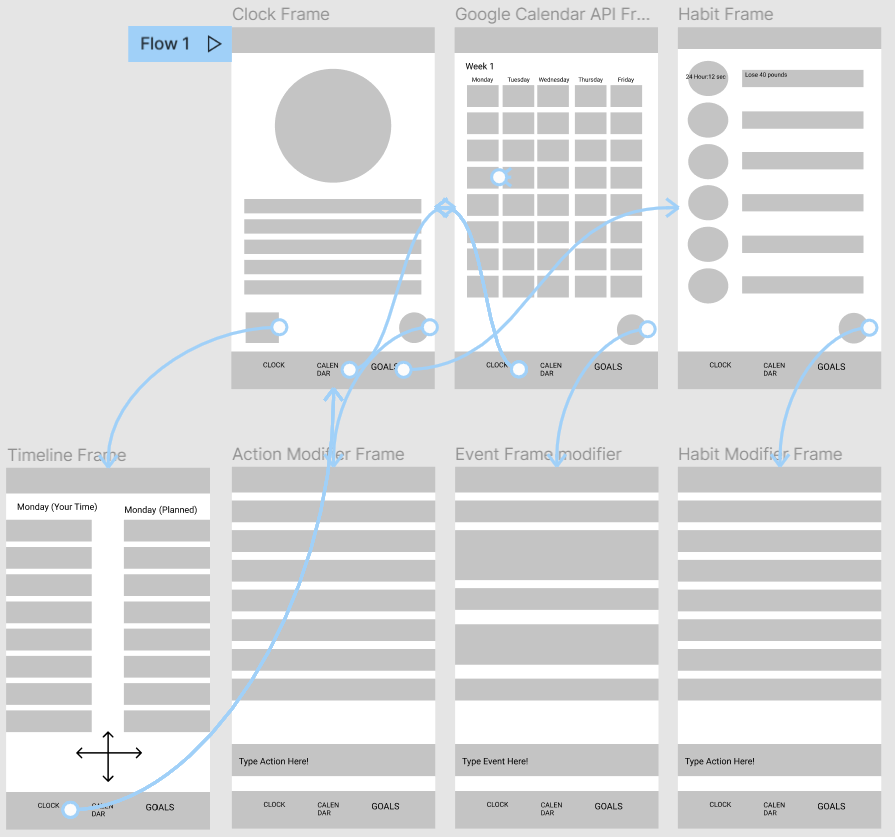 Clock Frame
Google Calendar API Fr...
Habit Frame
Flow 1
Week 1
Monday Tuesday Wednesday Thursday Friday
24 Hour:12 sec
Lose 40 pounds
CLOCK
CALEN
DAR
GOALS
CLOCK
CALEN
DAR
GOALS
CLOCK
CALEN
DAR
GOALS
Timeline Frame
Action Modifier Frame
Event Frame modifier
Habit Modifier Frame
Monday (Your Time)
Monday (Planned)
Type Action Here!
Type Event Here!
Type Action Here!
CLOCK
CALEN
DAR
GOALS
CLOCK
CALEN
DAR
GOALS
CLOCK
CALEN
DAR
GOALS
CLOCK
CALEN
DAR
GOALS